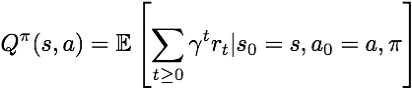 Q^π(s, a) = 𝔼 [ ∑_{t≥0} γ^t r_t | s_0 = s, a_0 = a, π ]